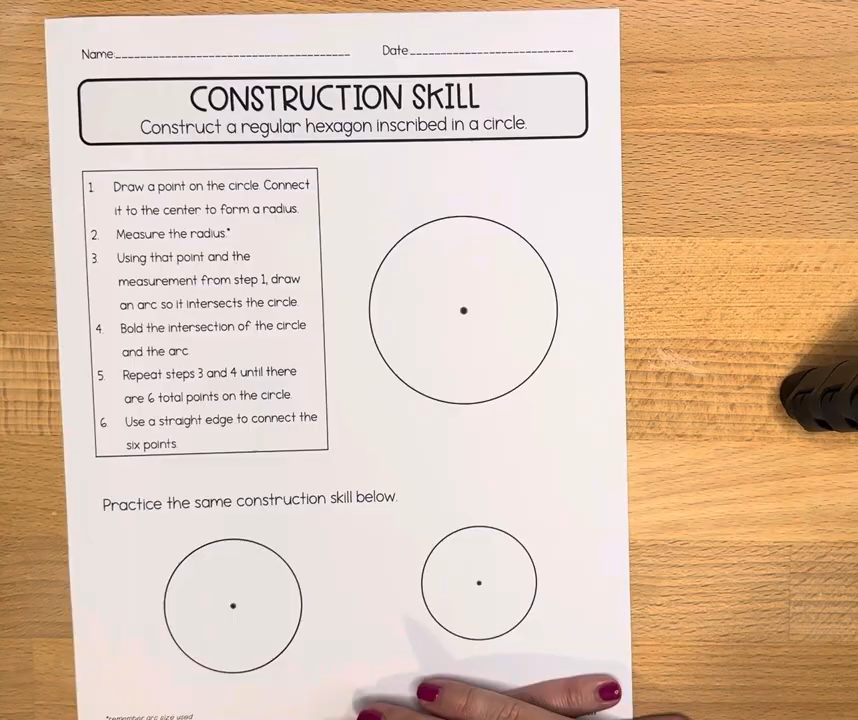 Name:
Date
CONSTRUCTION SKILL
Construct a regular hexagon inscribed in a circle.
1. Draw a point on the circle. Connect
it to the center to form a radius.
2. Measure the radius*
3. Using that point and the
measurement from step 1, draw
an arc so it intersects the circle.
4. Bold the intersection of the circle
and the arc
5. Repeat steps 3 and 4 until there
are 6 total points on the circle.
6. Use a straight edge to connect the
six points.
Practice the same construction skill below.
*remember arc size used